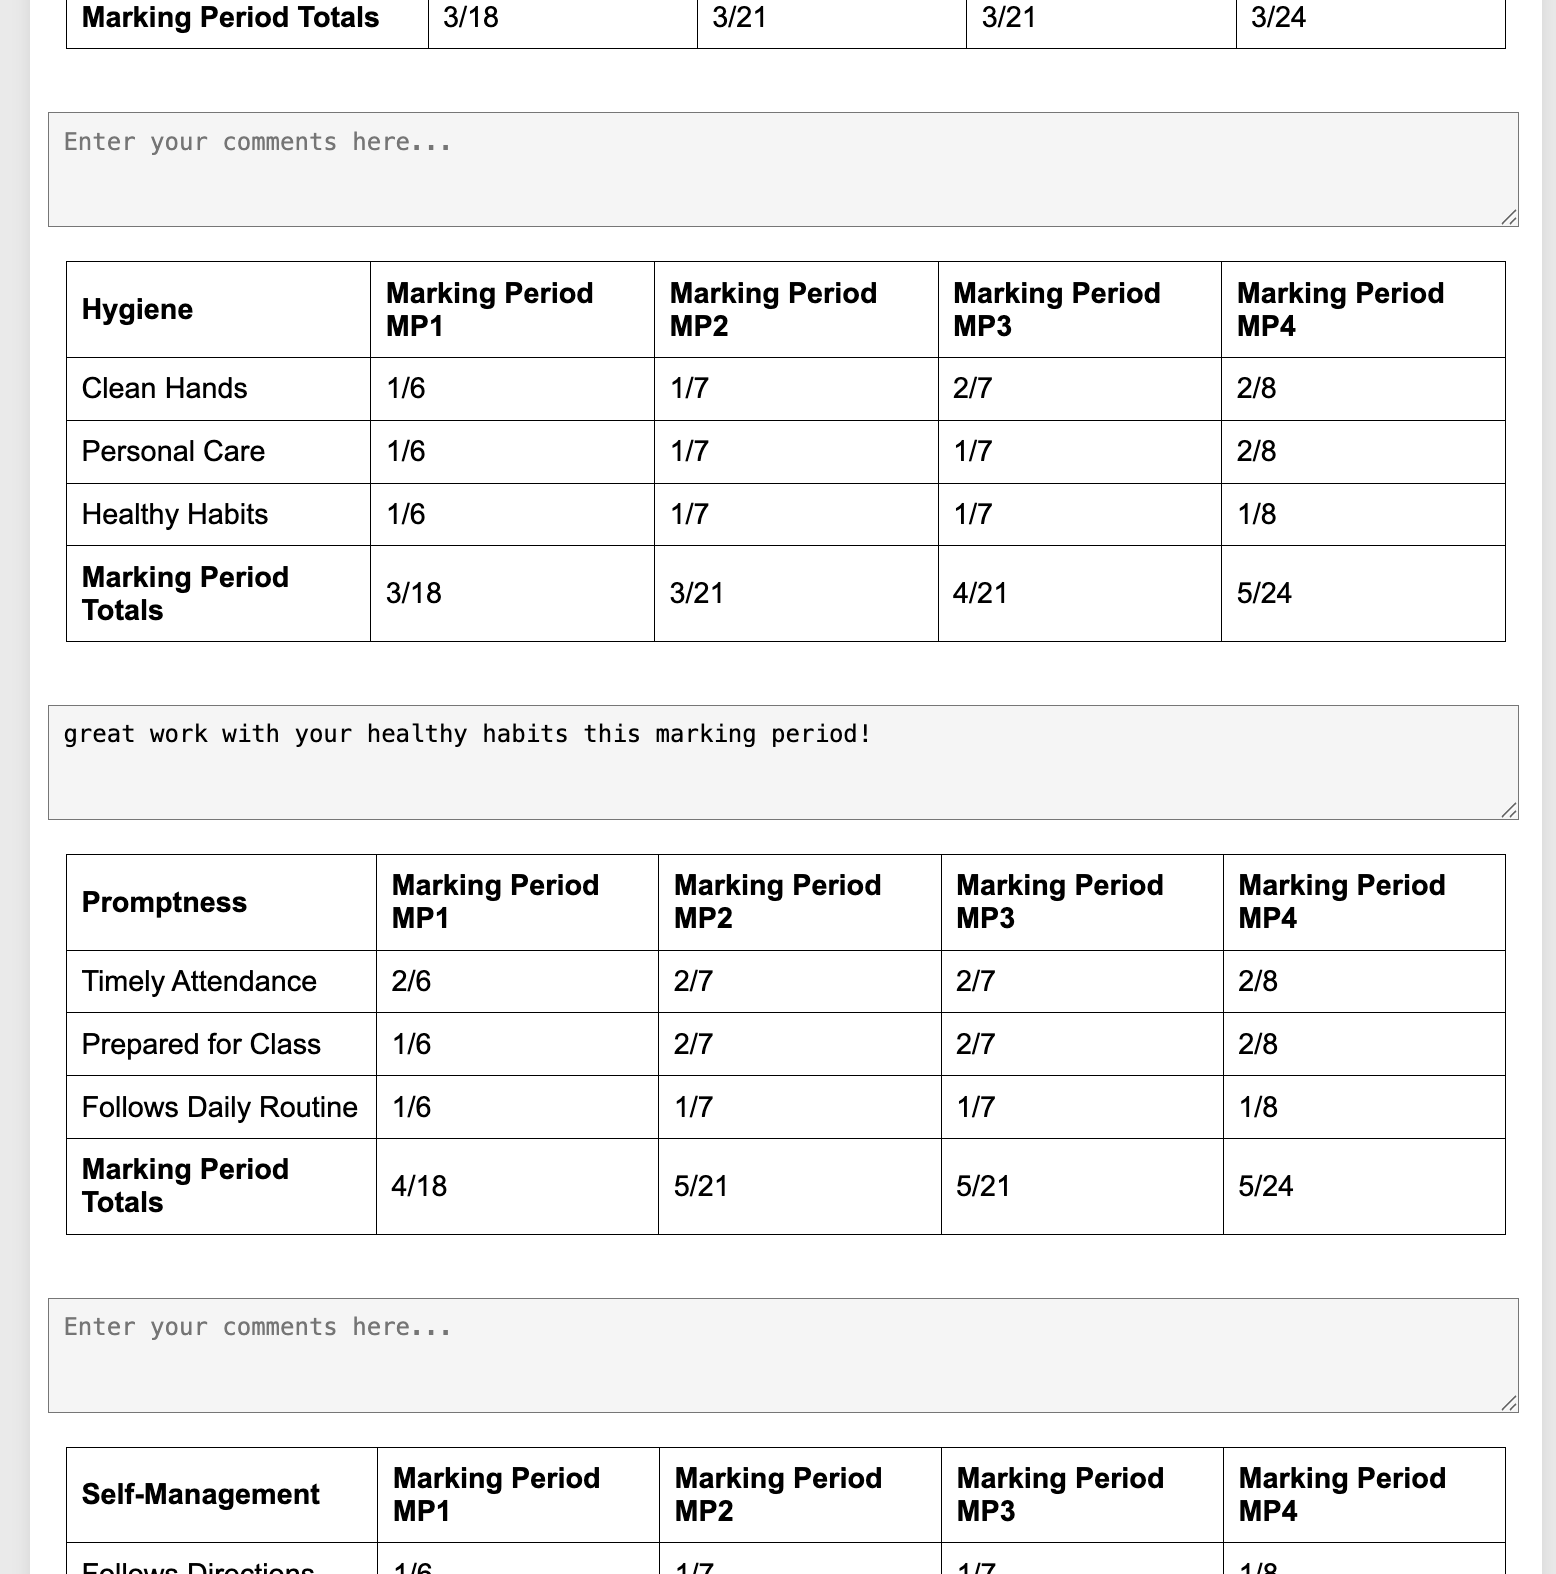 Marking Period Totals 3/18 3/21 3/21 3/24
Enter your comments here...
Hygiene Marking Period MP1 Marking Period MP2 Marking Period MP3 Marking Period MP4
Clean Hands 1/6 1/7 2/7 2/8
Personal Care 1/6 1/7 1/7 2/8
Healthy Habits 1/6 1/7 1/7 1/8
Marking Period Totals 3/18 3/21 4/21 5/24
great work with your healthy habits this marking period!
Promptness Marking Period MP1 Marking Period MP2 Marking Period MP3 Marking Period MP4
Timely Attendance 2/6 2/7 2/7 2/8
Prepared for Class 1/6 2/7 2/7 2/8
Follows Daily Routine 1/6 1/7 1/7 1/8
Marking Period Totals 4/18 5/21 5/21 5/24
Enter your comments here...
Self-Management Marking Period MP1 Marking Period MP2 Marking Period MP3 Marking Period MP4
Follows Directions 1/6 1/7 1/7 1/8